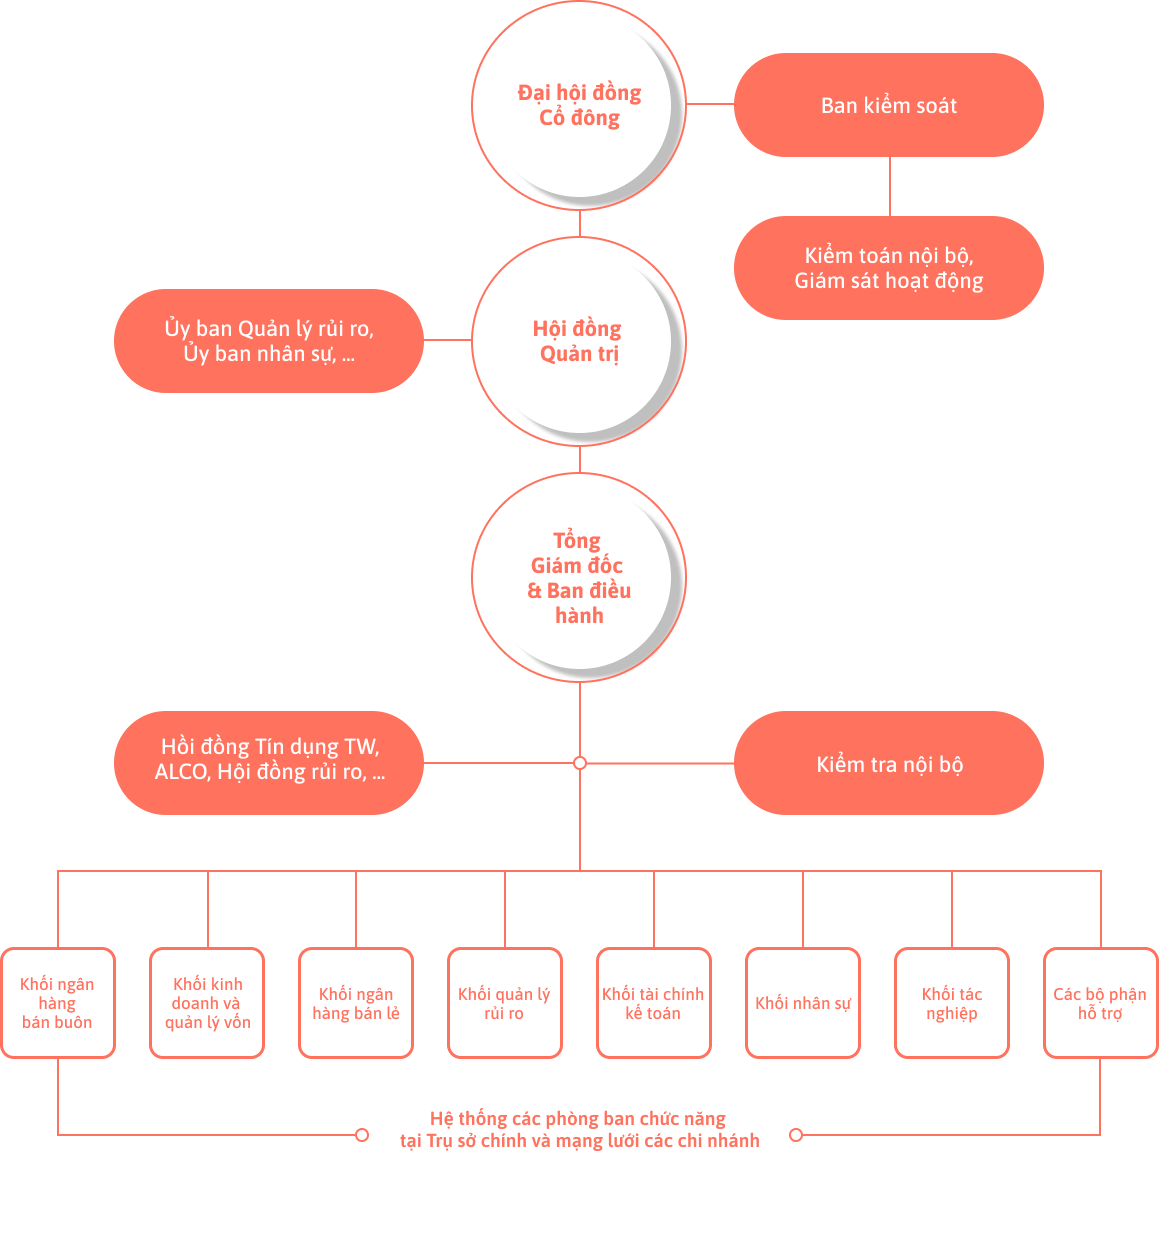 Đại hội đồng
Cổ đông
Ban kiểm soát
Kiểm toán nội bộ,
Giám sát hoạt động
Ủy ban Quản lý rủi ro,
Ủy ban nhân sự, ...
Hội đồng
Quản trị
Tổng
Giám đốc
& Ban điều
hành
Hồi đồng Tín dụng TW,
ALCO, Hội đồng rủi ro, ...
Kiểm tra nội bộ
Khối ngân
hàng
bán buôn
Khối kinh
doanh và
quản lý vốn
Khối ngân
hàng bán lẻ
Khối quản lý
rủi ro
Khối tài chính
kế toán
Khối nhân sự
Khối tác
nghiệp
Các bộ phận
hỗ trợ
Hệ thống các phòng ban chức năng
tại Trụ sở chính và mạng lưới các chi nhánh